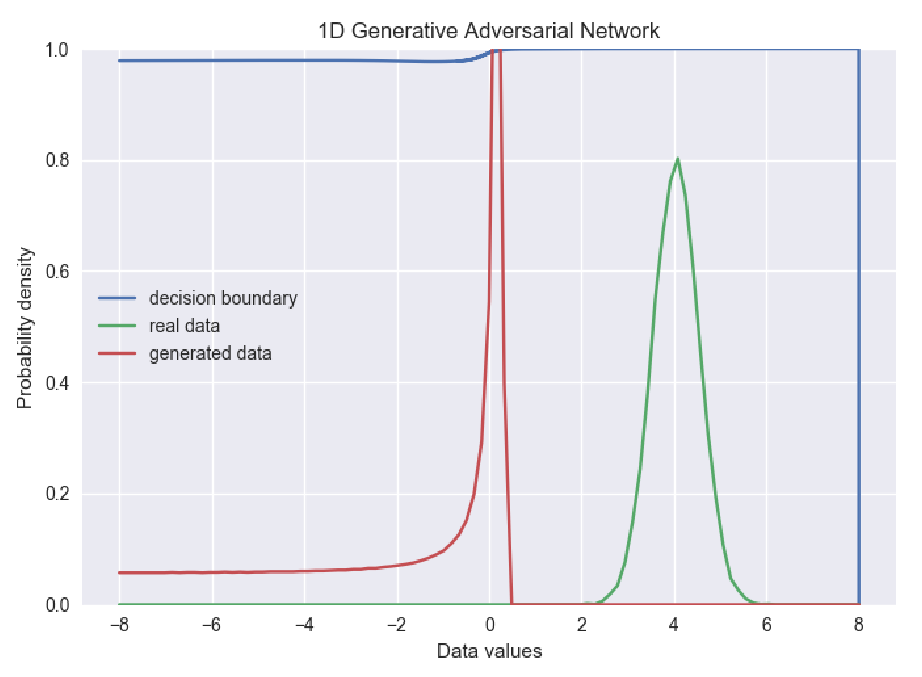 1D Generative Adversarial Network
1.0
0.8
0.6
0.4
0.2
0.0
Probability density
decision boundary
real data
generated data
−8 −6 −4 −2 0 2 4 6 8
Data values